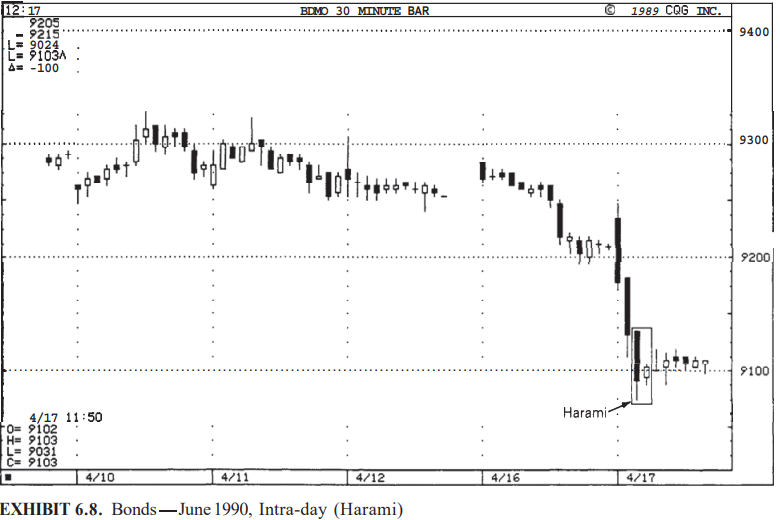 12:17 BDMO 30 MINUTE BAR © 1989 CQG INC.
9205
= 9215
L= 9024
L= 9103A
Δ= -100
9400
9300
9200
9100
Harami
4/17 11:50
O= 9102
H= 9103
L= 9031
C= 9103
4/10 4/11 4/12 4/16 4/17
EXHIBIT 6.8. Bonds—June 1990, Intra-day (Harami)